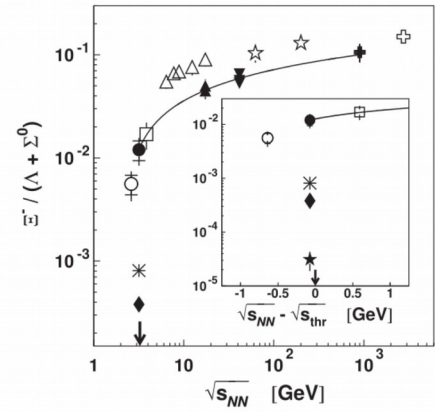 10⁻¹
10⁻²
10⁻³
Ξ⁻ / (Λ + Σ⁰)
10⁻²
10⁻³
10⁻⁴
10⁻⁵
-1 -0.5 0 0.5 1
√s_NN - √s_thr [GeV]
1 10 10² 10³
√s_NN [GeV]